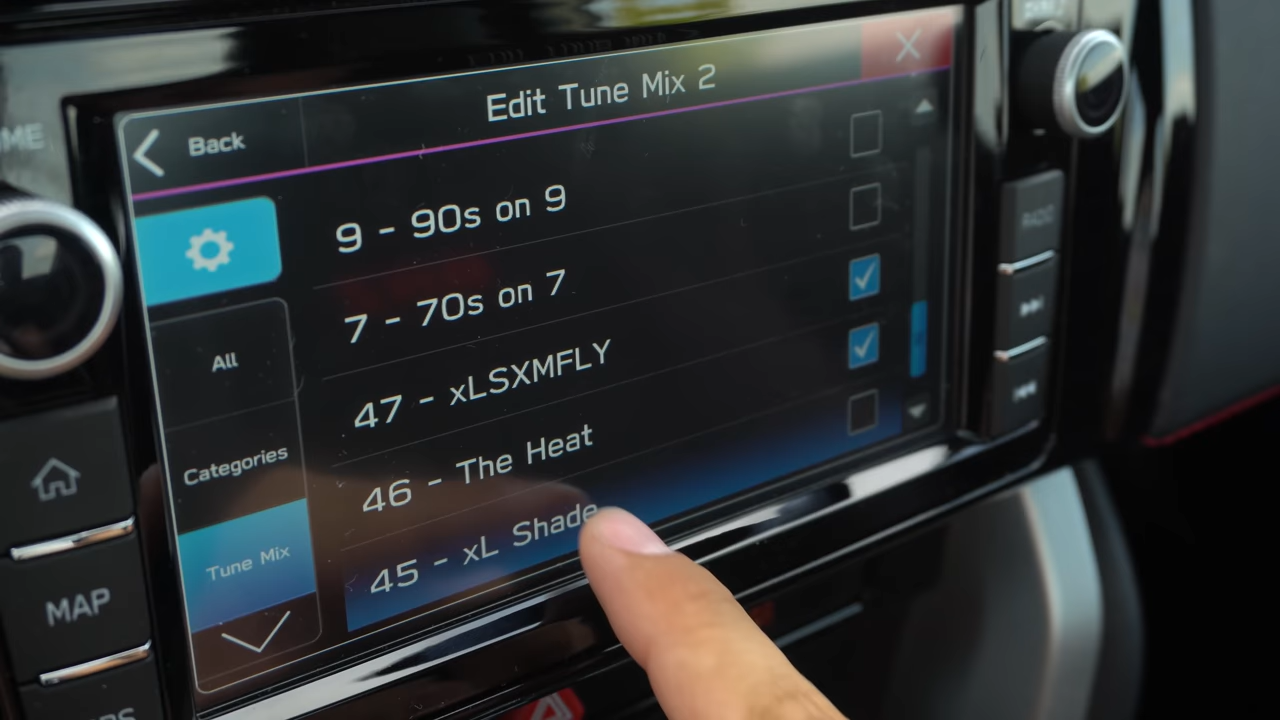 Edit Tune Mix 2
Back
9 - 90s on 9
7 - 70s on 7
All
47 - xLSXMFLY
Categories
46 - The Heat
Tune Mix
45 - xL Shade
MAP